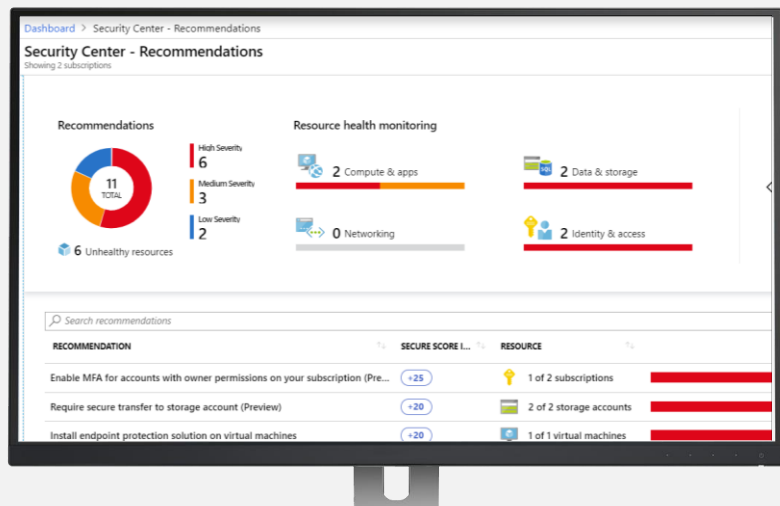 Dashboard > Security Center - Recommendations
Security Center - Recommendations
Showing 2 subscriptions
Recommendations
Resource health monitoring
11
TOTAL
High Severity
6
Medium Severity
3
Low Severity
2
6 Unhealthy resources
2 Compute & apps
2 Data & storage
SQL
0 Networking
2 Identity & access
Search recommendations
RECOMMENDATION SECURE SCORE I... RESOURCE
Enable MFA for accounts with owner permissions on your subscription (Pre... +25 1 of 2 subscriptions
Require secure transfer to storage account (Preview) +20 2 of 2 storage accounts
Install endpoint protection solution on virtual machines +20 1 of 1 virtual machines